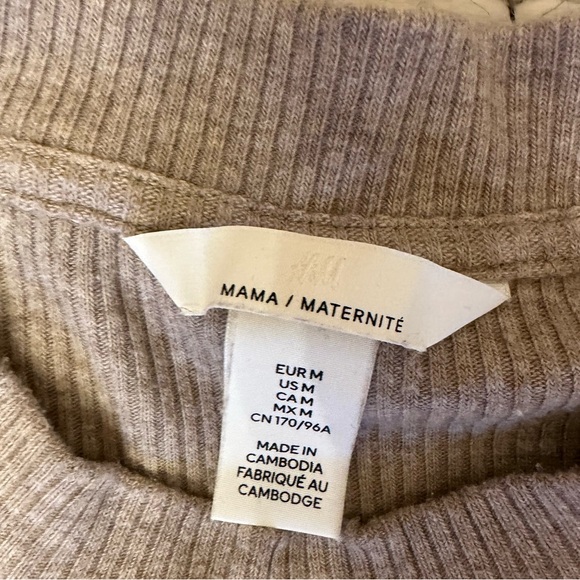 H&M
MAMA / MATERNITÉ
EUR M
US M
CA M
MX M
CN 170/96A
MADE IN
CAMBODIA
FABRIQUÉ AU
CAMBODGE